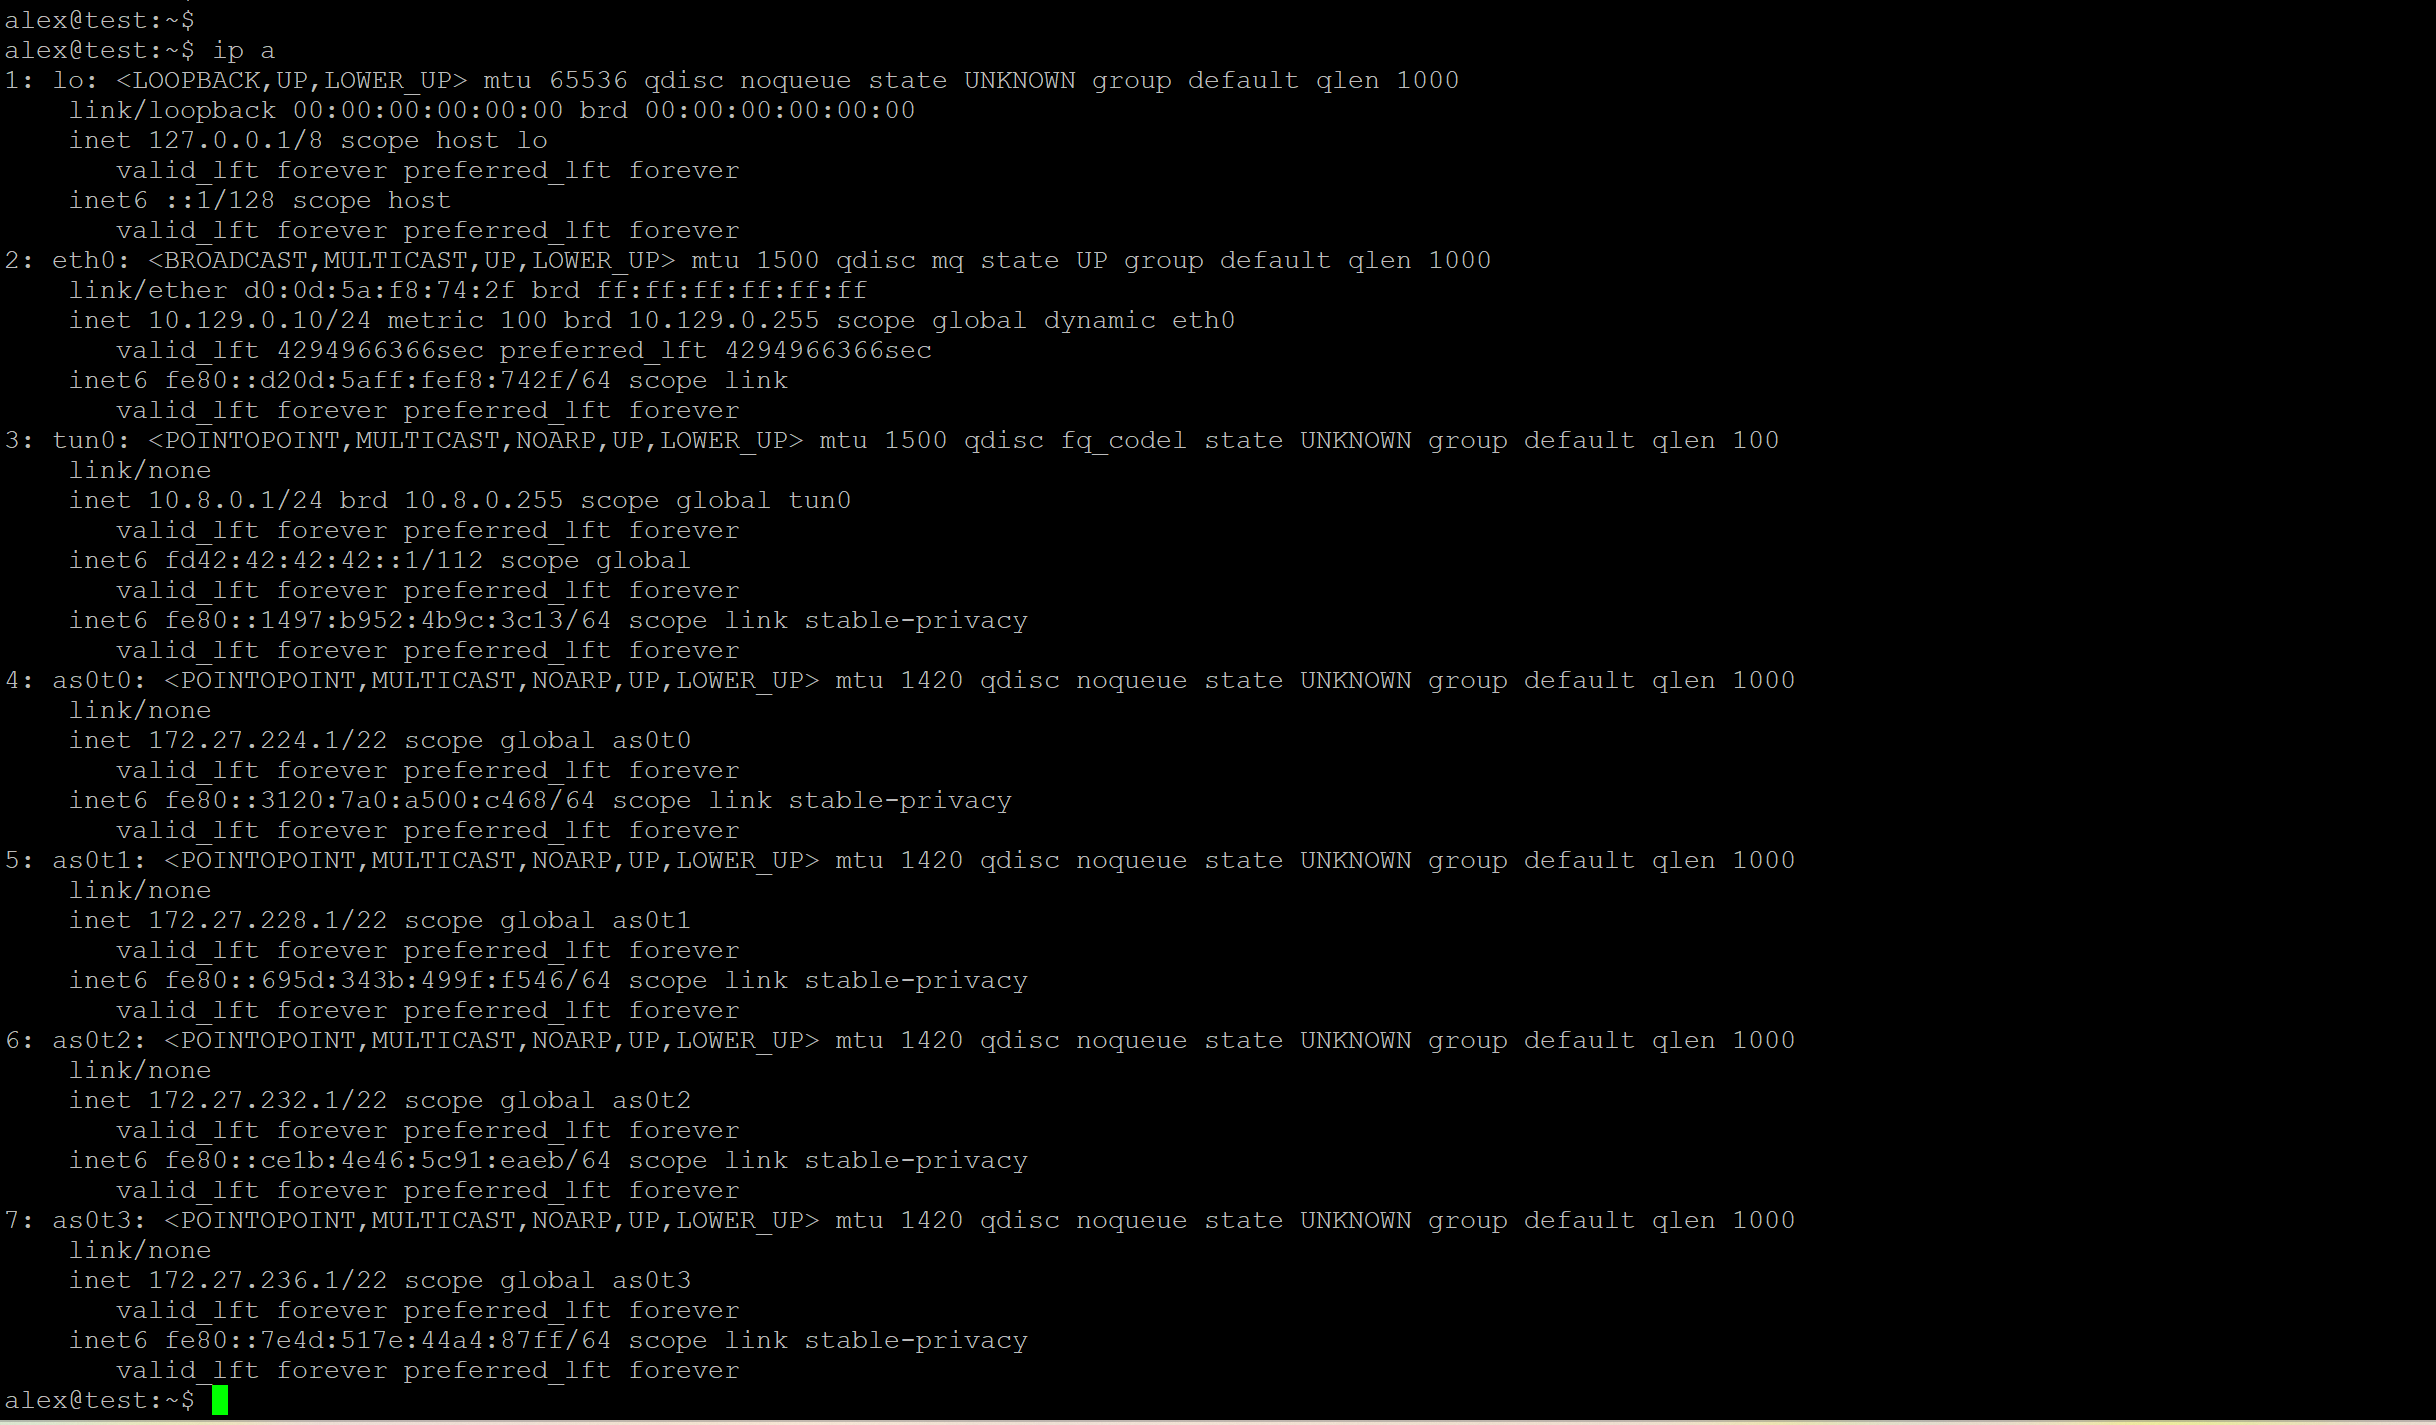 alex@test:~$
alex@test:~$ ip a
1: lo: <LOOPBACK,UP,LOWER_UP> mtu 65536 qdisc noqueue state UNKNOWN group default qlen 1000
    link/loopback 00:00:00:00:00:00 brd 00:00:00:00:00:00
    inet 127.0.0.1/8 scope host lo
       valid_lft forever preferred_lft forever
    inet6 ::1/128 scope host
       valid_lft forever preferred_lft forever
2: eth0: <BROADCAST,MULTICAST,UP,LOWER_UP> mtu 1500 qdisc mq state UP group default qlen 1000
    link/ether d0:0d:5a:f8:74:2f brd ff:ff:ff:ff:ff:ff
    inet 10.129.0.10/24 metric 100 brd 10.129.0.255 scope global dynamic eth0
       valid_lft 4294966366sec preferred_lft 4294966366sec
    inet6 fe80::d20d:5aff:fef8:742f/64 scope link
       valid_lft forever preferred_lft forever
3: tun0: <POINTOPOINT,MULTICAST,NOARP,UP,LOWER_UP> mtu 1500 qdisc fq_codel state UNKNOWN group default qlen 100
    link/none
    inet 10.8.0.1/24 brd 10.8.0.255 scope global tun0
       valid_lft forever preferred_lft forever
    inet6 fd42:42:42:42::1/112 scope global
       valid_lft forever preferred_lft forever
    inet6 fe80::1497:b952:4b9c:3c13/64 scope link stable-privacy
       valid_lft forever preferred_lft forever
4: as0t0: <POINTOPOINT,MULTICAST,NOARP,UP,LOWER_UP> mtu 1420 qdisc noqueue state UNKNOWN group default qlen 1000
    link/none
    inet 172.27.224.1/22 scope global as0t0
       valid_lft forever preferred_lft forever
    inet6 fe80::3120:7a0:a500:c468/64 scope link stable-privacy
       valid_lft forever preferred_lft forever
5: as0t1: <POINTOPOINT,MULTICAST,NOARP,UP,LOWER_UP> mtu 1420 qdisc noqueue state UNKNOWN group default qlen 1000
    link/none
    inet 172.27.228.1/22 scope global as0t1
       valid_lft forever preferred_lft forever
    inet6 fe80::695d:343b:499f:f546/64 scope link stable-privacy
       valid_lft forever preferred_lft forever
6: as0t2: <POINTOPOINT,MULTICAST,NOARP,UP,LOWER_UP> mtu 1420 qdisc noqueue state UNKNOWN group default qlen 1000
    link/none
    inet 172.27.232.1/22 scope global as0t2
       valid_lft forever preferred_lft forever
    inet6 fe80::ce1b:4e46:5c91:eaeb/64 scope link stable-privacy
       valid_lft forever preferred_lft forever
7: as0t3: <POINTOPOINT,MULTICAST,NOARP,UP,LOWER_UP> mtu 1420 qdisc noqueue state UNKNOWN group default qlen 1000
    link/none
    inet 172.27.236.1/22 scope global as0t3
       valid_lft forever preferred_lft forever
    inet6 fe80::7e4d:517e:44a4:87ff/64 scope link stable-privacy
       valid_lft forever preferred_lft forever
alex@test:~$